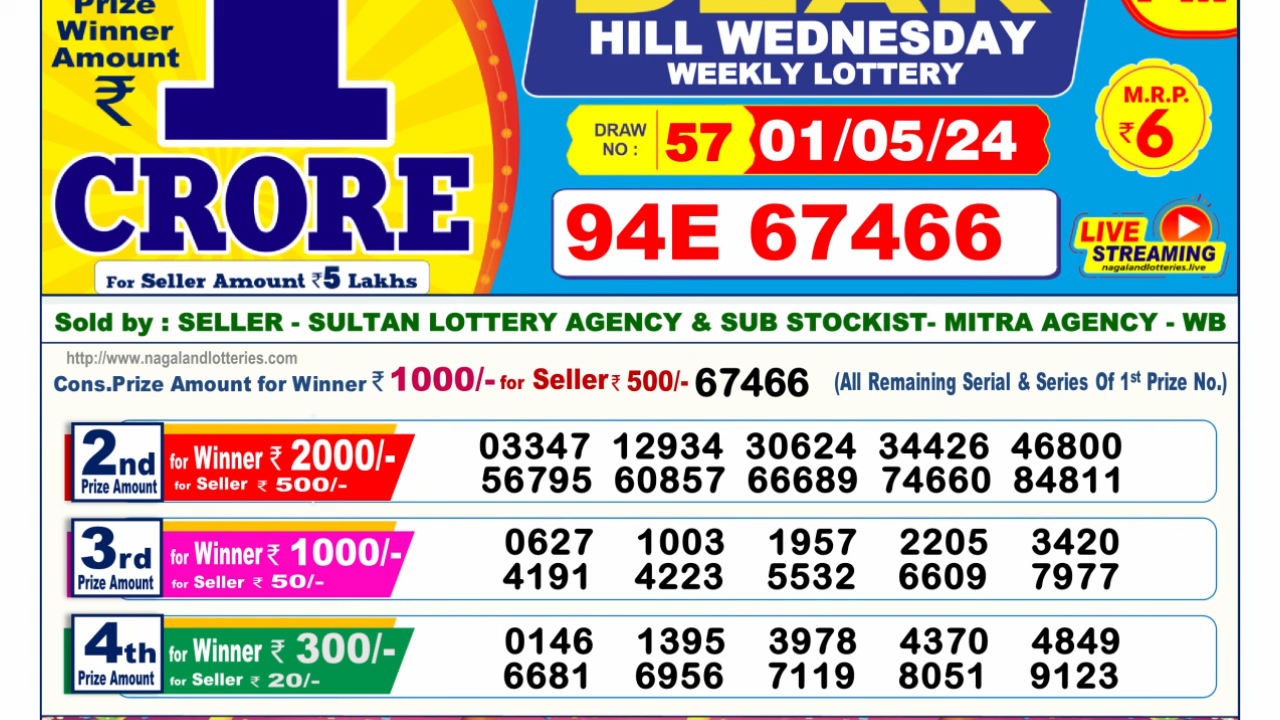 Prize
Winner
Amount
₹
1
CRORE
For Seller Amount ₹5 Lakhs
DEAR
HILL WEDNESDAY
WEEKLY LOTTERY
DRAW NO : 57 01/05/24
M.R.P.
₹6
94E 67466
LIVE
STREAMING
nagalandlotteries.live
Sold by : SELLER - SULTAN LOTTERY AGENCY & SUB STOCKIST- MITRA AGENCY - WB
http://www.nagalandlotteries.com
Cons.Prize Amount for Winner ₹ 1000/- for Seller ₹ 500/- 67466 (All Remaining Serial & Series Of 1st Prize No.)
2nd
Prize Amount
for Winner ₹ 2000/-
for Seller ₹ 500/-
03347 12934 30624 34426 46800
56795 60857 66689 74660 84811
3rd
Prize Amount
for Winner ₹ 1000/-
for Seller ₹ 50/-
0627 1003 1957 2205 3420
4191 4223 5532 6609 7977
4th
Prize Amount
for Winner ₹ 300/-
for Seller ₹ 20/-
0146 1395 3978 4370 4849
6681 6956 7119 8051 9123